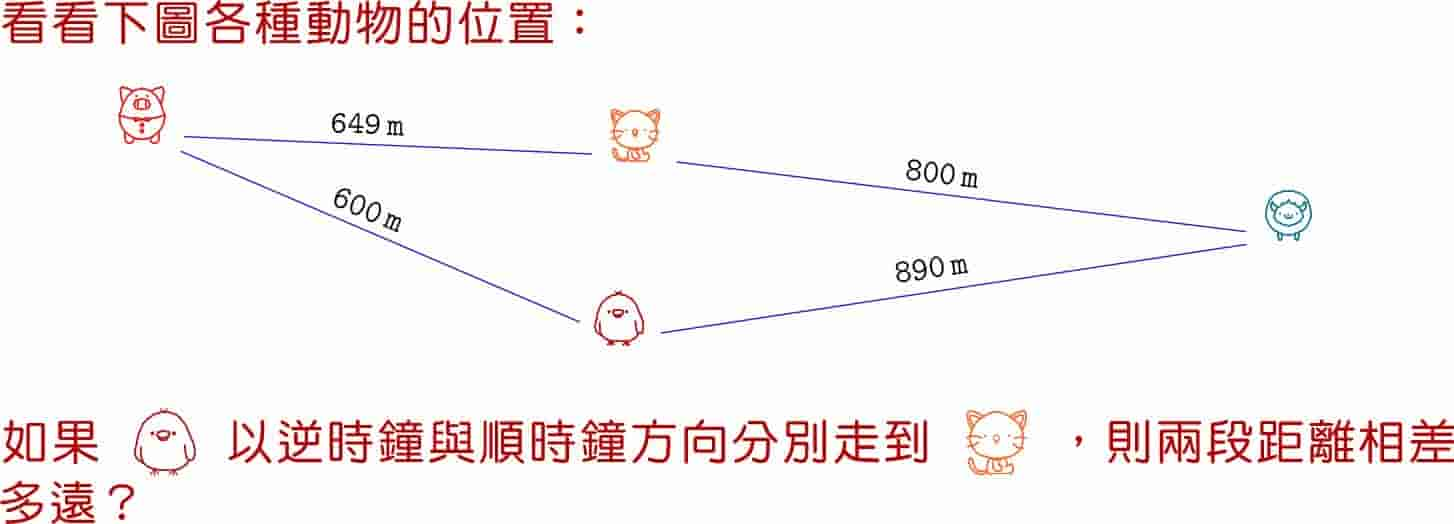 看看下圖各種動物的位置：
649 m
800 m
600 m
890 m
如果 以逆時鐘與順時鐘方向分別走到 ，則兩段距離相差
多遠？